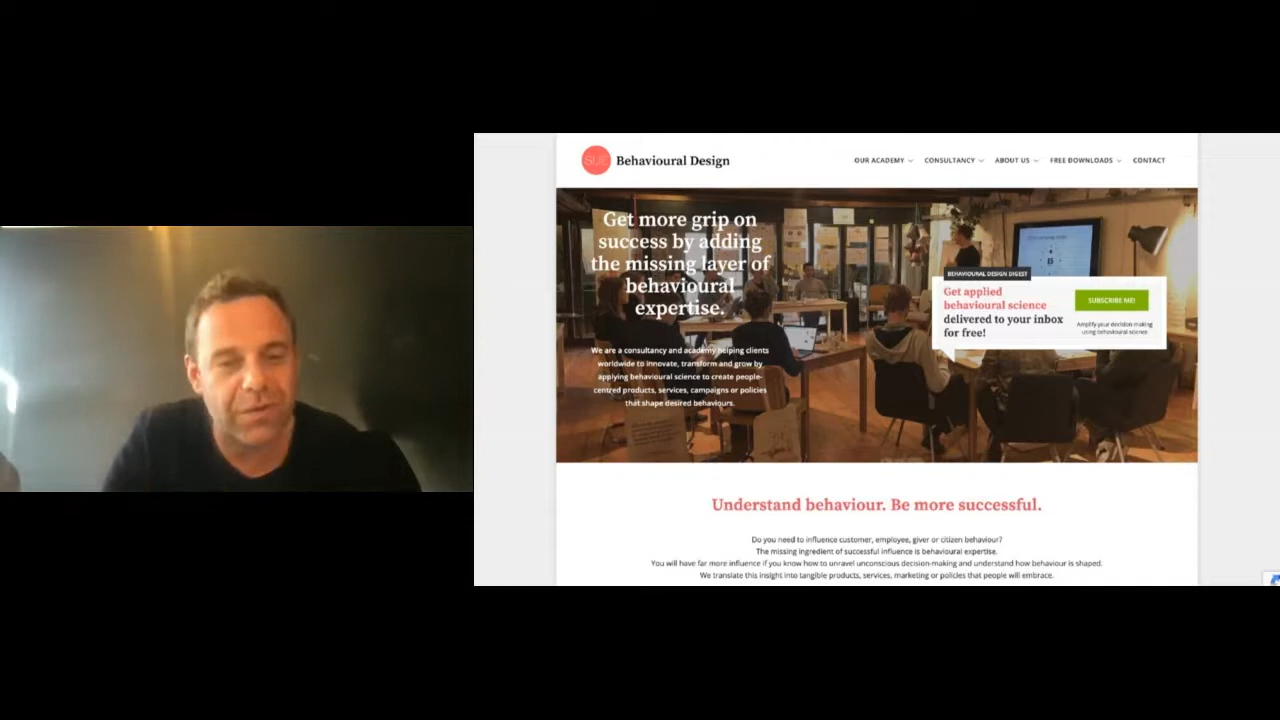 SUE
Behavioural Design
OUR ACADEMY
CONSULTANCY
ABOUT US
FREE DOWNLOADS
CONTACT
Get more grip on
success by adding
the missing layer of
behavioural
expertise.
We are a consultancy and academy helping clients
worldwide to innovate, transform and grow by
applying behavioural science to create people-
centred products, services, campaigns or policies
that shape desired behaviours.
BEHAVIOURAL DESIGN DIGEST
Get applied
behavioural science
delivered to your inbox
for free!
SUBSCRIBE ME!
Amplify your decision making
using behavioural science
Understand behaviour. Be more successful.
Do you need to influence customer, employee, giver or citizen behaviour?
The missing ingredient of successful influence is behavioural expertise.
You will have far more influence if you know how to unravel unconscious decision-making and understand how behaviour is shaped.
We translate this insight into tangible products, services, marketing or policies that people will embrace.